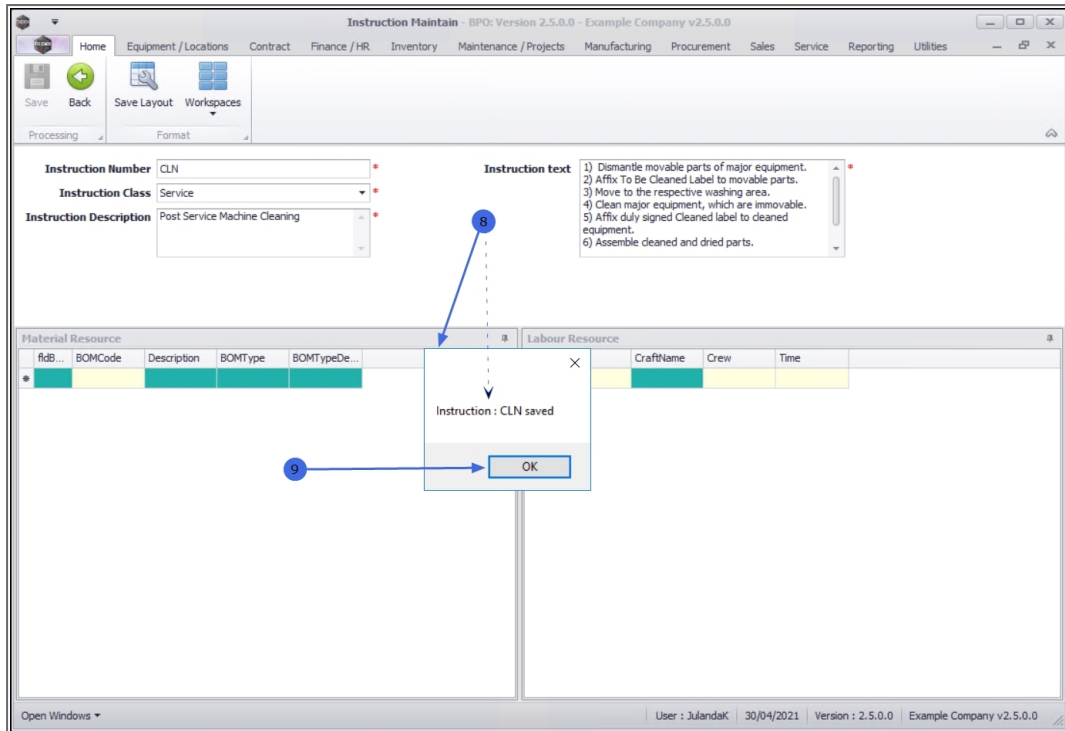 Instruction Maintain - BPO: Version 2.5.0.0 - Example Company v2.5.0.0
Home Equipment / Locations Contract Finance / HR Inventory Maintenance / Projects Manufacturing Procurement Sales Service Reporting Utilities
Save Back Save Layout Workspaces
Processing Format
Instruction Number CLN *
Instruction Class Service *
Instruction Description Post Service Machine Cleaning *
Instruction text *
1) Dismantle movable parts of major equipment.
2) Affix To Be Cleaned Label to movable parts.
3) Move to the respective washing area.
4) Clean major equipment, which are immovable.
5) Affix duly signed Cleaned label to cleaned
equipment.
6) Assemble cleaned and dried parts.
8
Material Resource
fldB... BOMCode Description BOMType BOMTypeDe...
Labour Resource
CraftName Crew Time
Instruction : CLN saved
9
OK
Open Windows User : JulandaK 30/04/2021 Version : 2.5.0.0 Example Company v2.5.0.0